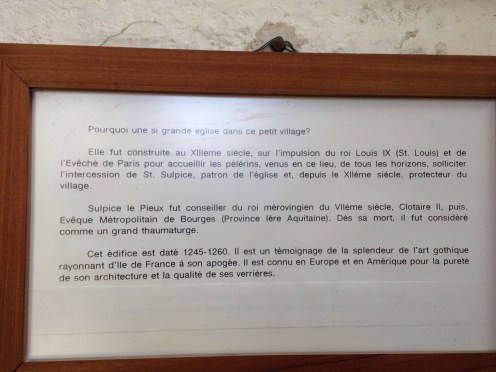 Pourquoi une si grande église dans ce petit village?
Elle fut construite au XIIIème siècle, sur l'impulsion du roi Louis IX (St. Louis) et de
l'Evêché de Paris pour accueillir les pélérins, venus en ce lieu, de tous les horizons, solliciter
l'intercession de St. Sulpice, patron de l'église et, depuis le XIIème siècle, protecteur du
village.
Sulpice le Pieux fut conseiller du roi mérovingien du VIIème siècle, Clotaire II, puis,
Evêque Métropolitain de Bourges (Province Ière Aquitaine). Dès sa mort, il fut considéré
comme un grand thaumaturge.
Cet édifice est daté 1245-1260. Il est un témoignage de la splendeur de l'art gothique
rayonnant d'Ile de France à son apogée. Il est connu en Europe et en Amérique pour la pureté
de son architecture et la qualité de ses verrières.